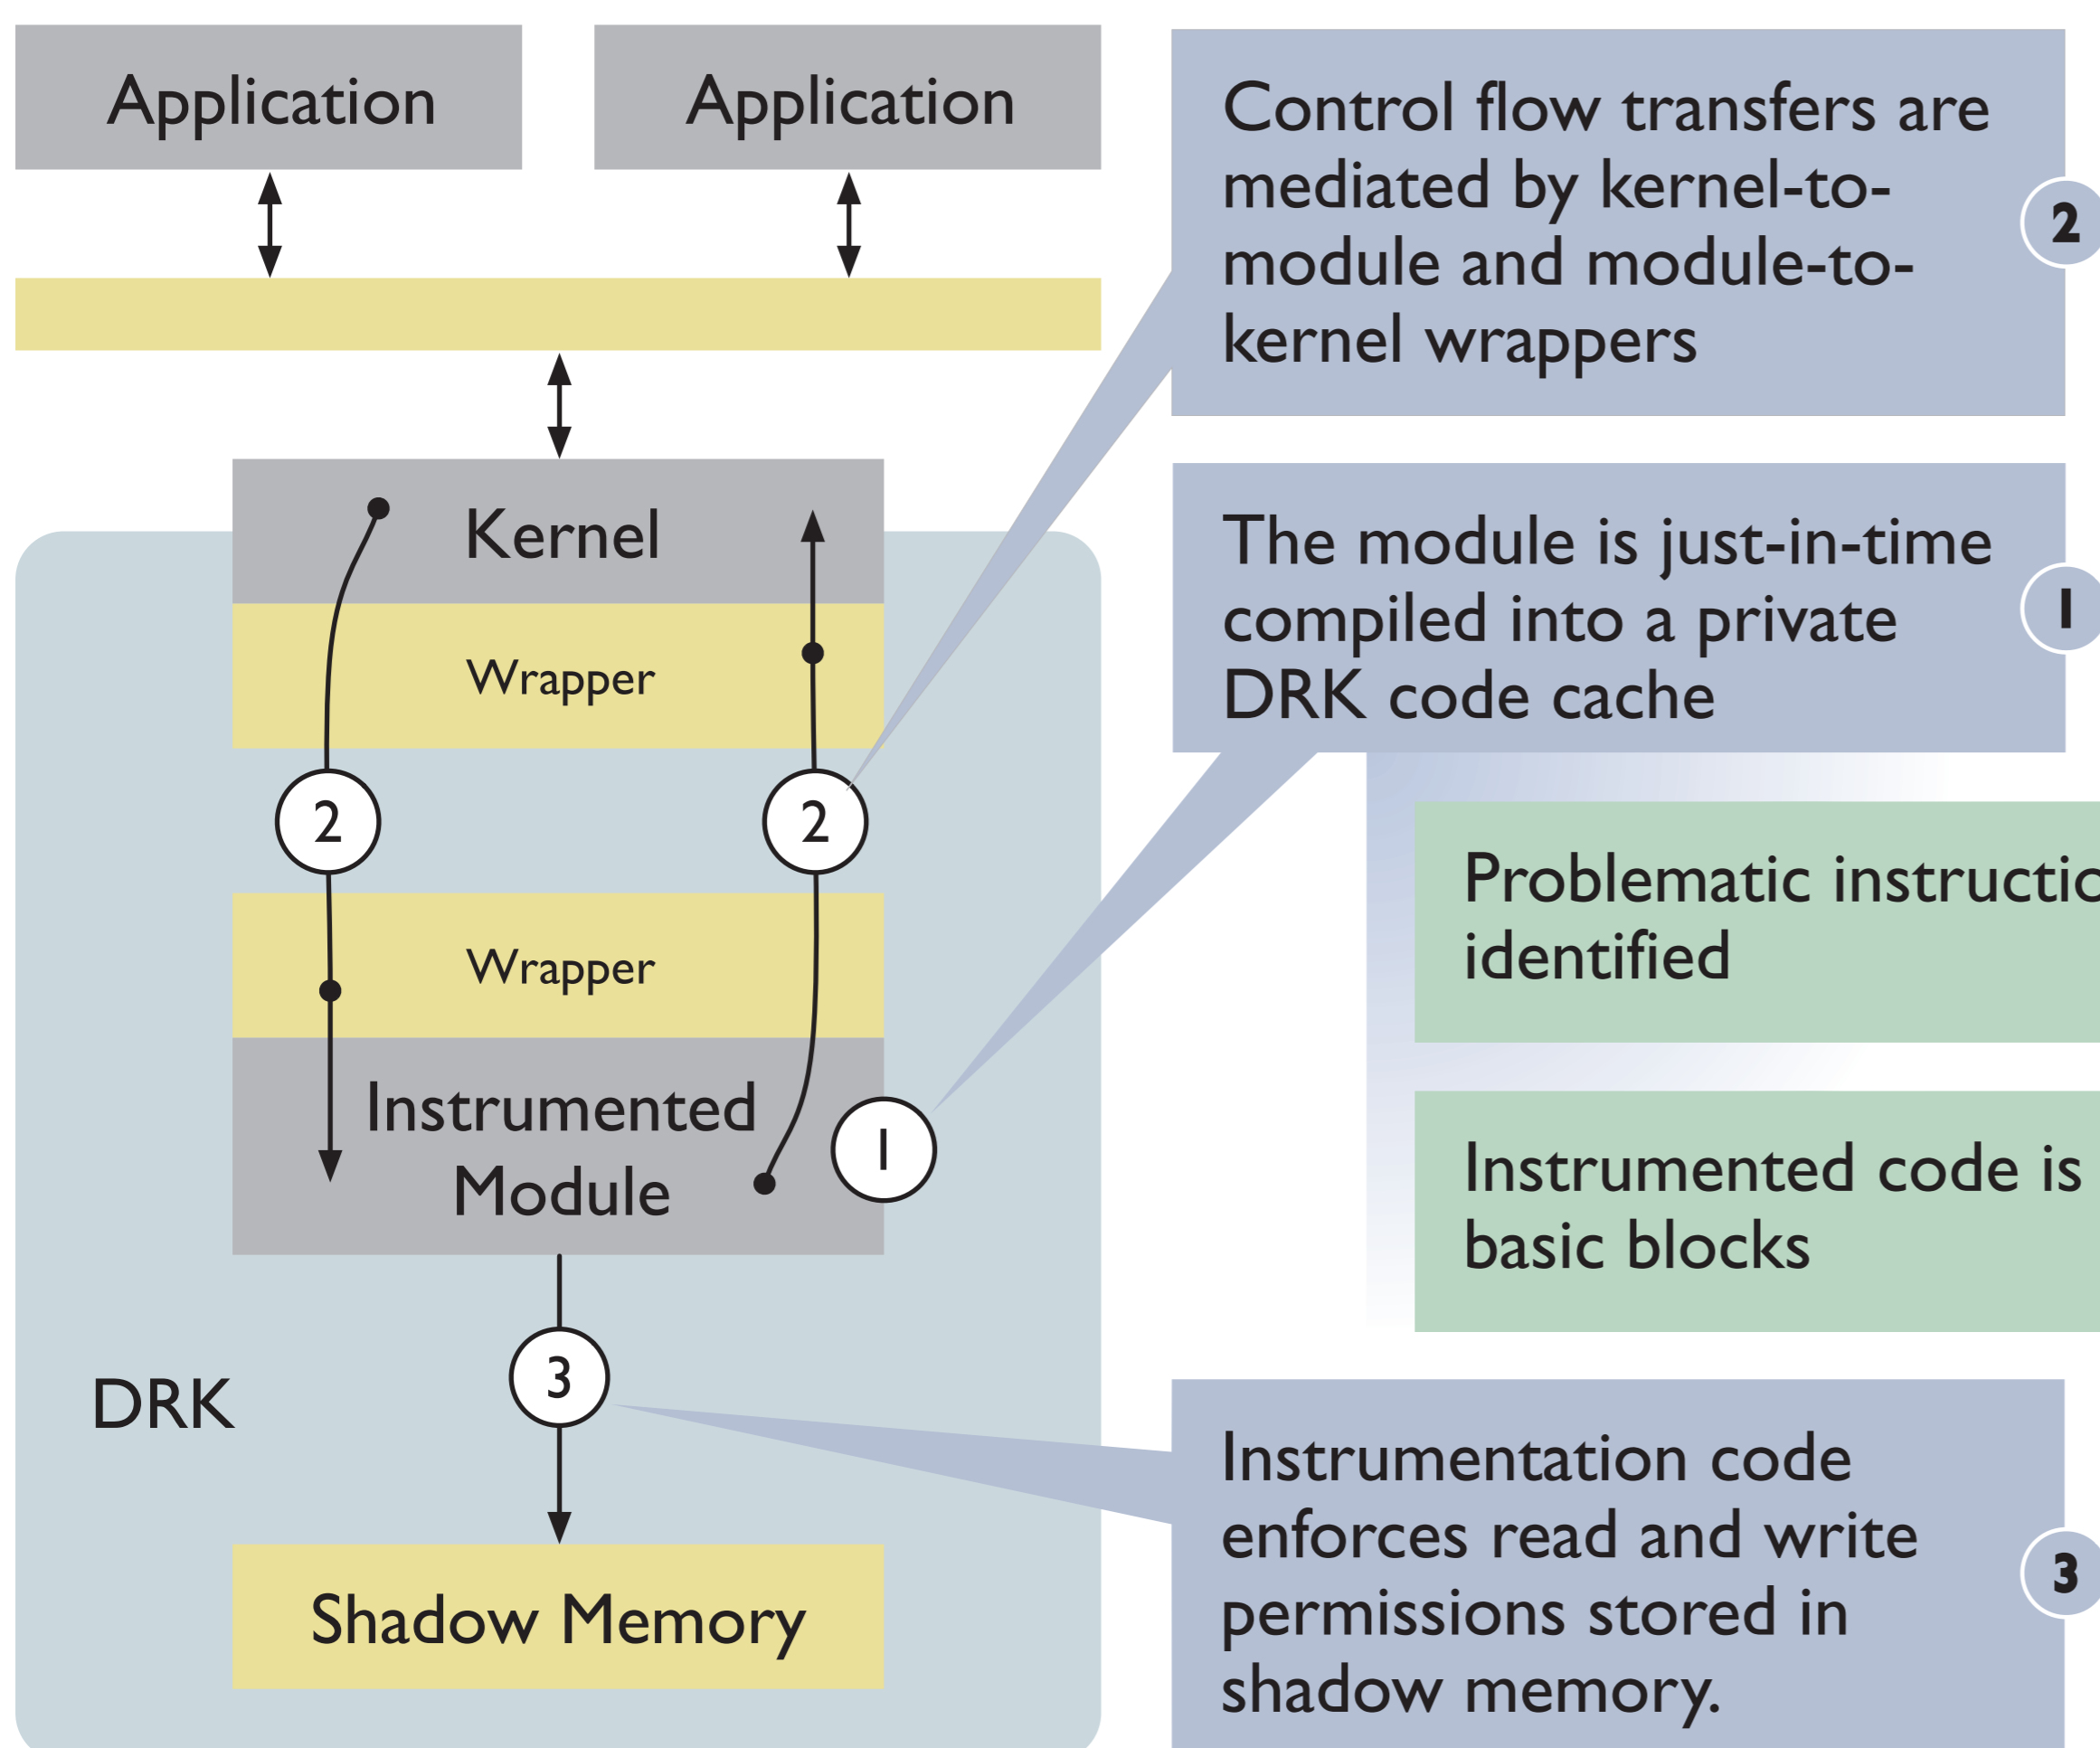 Application
Application
Kernel
Wrapper
2
2
Wrapper
Instrumented
Module
1
3
DRK
Shadow Memory
Control flow transfers are
mediated by kernel-to-
module and module-to-
kernel wrappers
2
The module is just-in-time
compiled into a private
DRK code cache
1
Problematic
identified
Instrumented code is
basic blocks
Instrumentation code
enforces read and write
permissions stored in
shadow memory.
3